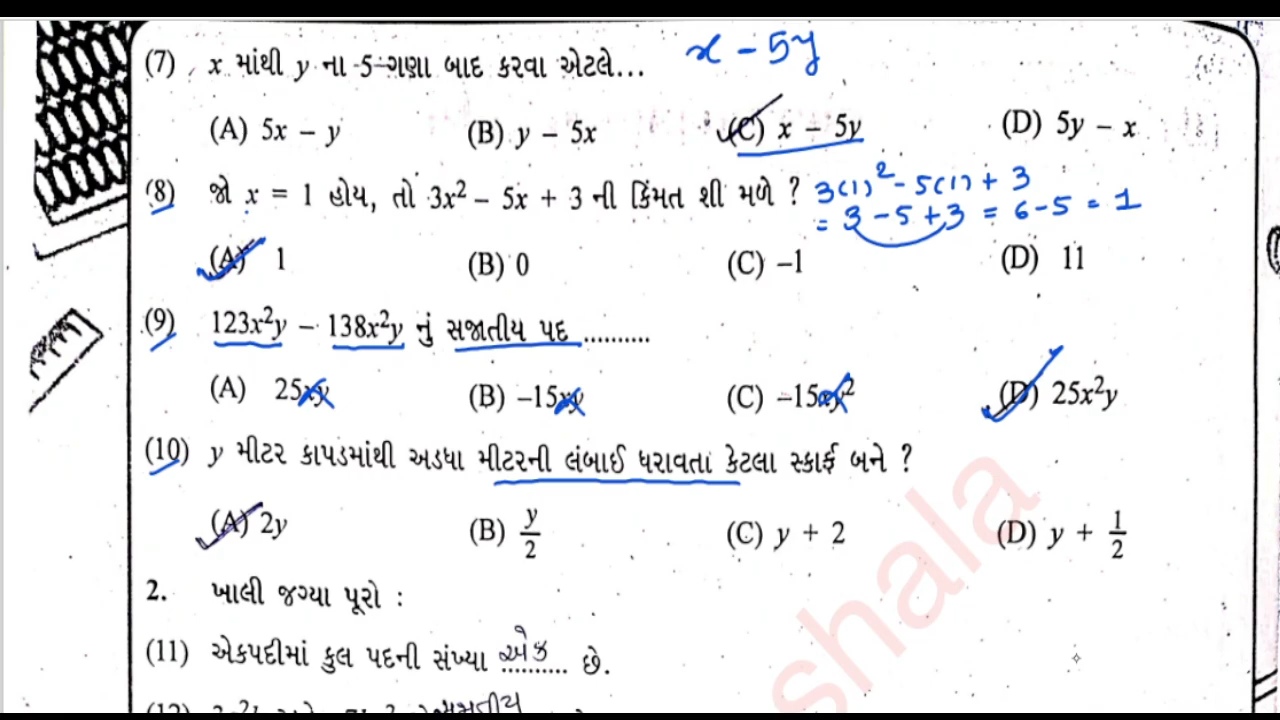 (7) x માંથી y ના 5 ગણા બાદ કરવા એટલે... x - 5y
(A) 5x – y (B) y – 5x (C) x – 5y (D) 5y – x
(8) જો x = 1 હોય, તો 3x² – 5x + 3 ની કિંમત શી મળે ? 3(1)² - 5(1) + 3
= 3 - 5 + 3 = 6 - 5 = 1
(A) 1 (B) 0 (C) –1 (D) 11
(9) 123x²y – 138x²y નું સજાતીય પદ ..........
(A) 25xy (B) –15xy (C) –15xy² (D) 25x²y
(10) y મીટર કાપડમાંથી અડધા મીટરની લંબાઈ ધરાવતા કેટલા સ્કાર્ફ બને ?
(A) 2y (B) y/2 (C) y + 2 (D) y + 1/2
2. ખાલી જગ્યા પૂરો :
(11) એકપદીમાં કુલ પદની સંખ્યા એક .......... છે.
shala